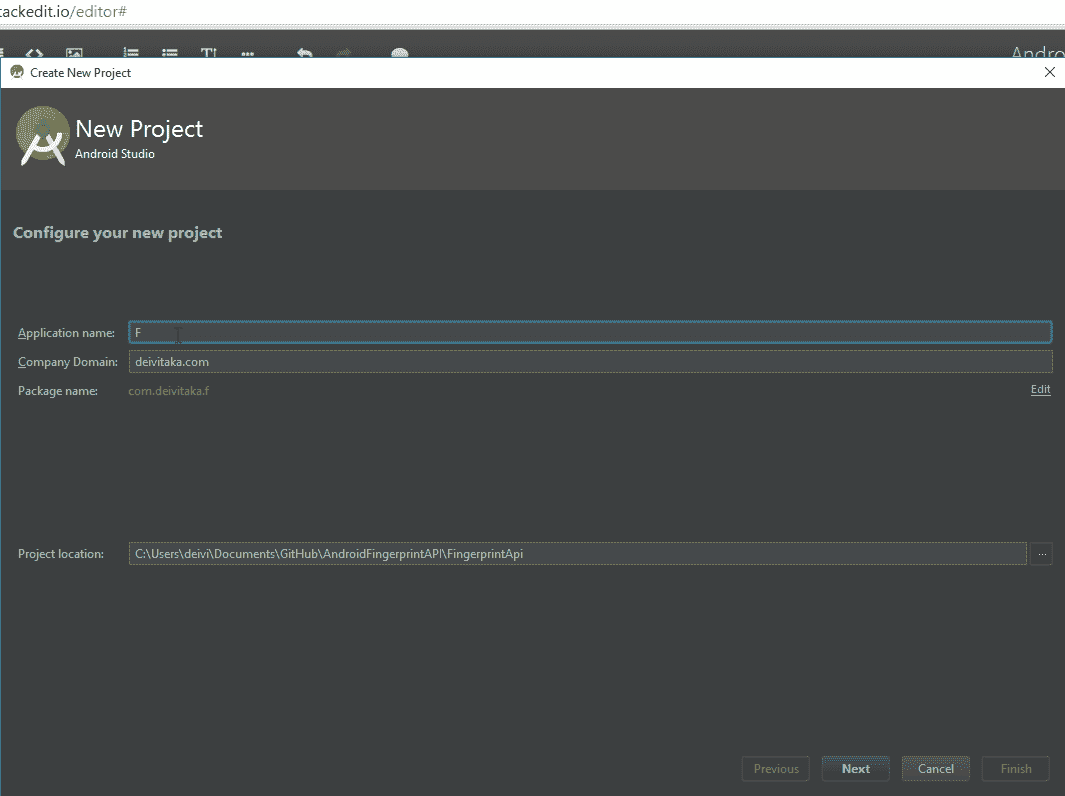 tackedit.io/editor#
Andro
Create New Project
New Project
Android Studio
Configure your new project
Application name: F
Company Domain: deivitaka.com
Package name: com.deivitaka.f Edit
Project location: C:\Users\deivi\Documents\GitHub\AndroidFingerprintAPI\FingerprintApi ...
Previous Next Cancel Finish